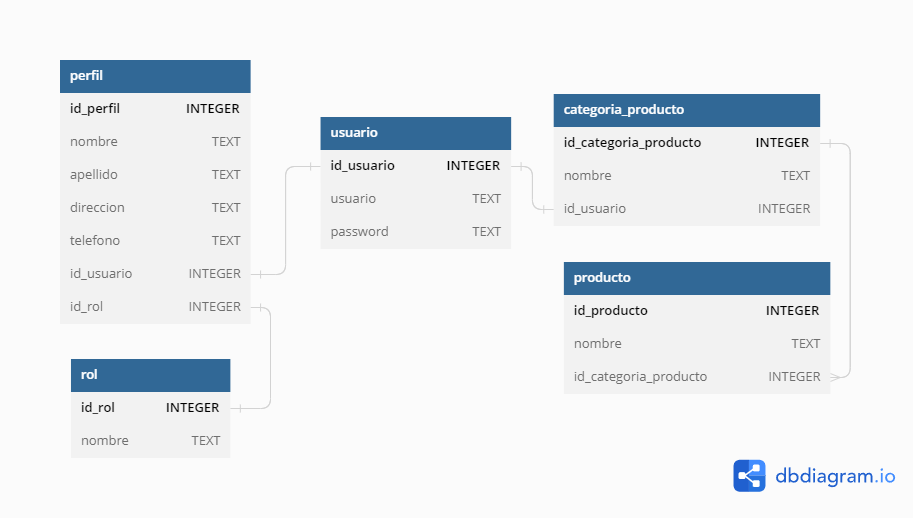 perfil
id_perfil INTEGER
nombre TEXT
apellido TEXT
direccion TEXT
telefono TEXT
id_usuario INTEGER
id_rol INTEGER
rol
id_rol INTEGER
nombre TEXT
usuario
id_usuario INTEGER
usuario TEXT
password TEXT
categoria_producto
id_categoria_producto INTEGER
nombre TEXT
id_usuario INTEGER
producto
id_producto INTEGER
nombre TEXT
id_categoria_producto INTEGER
dbdiagram.io